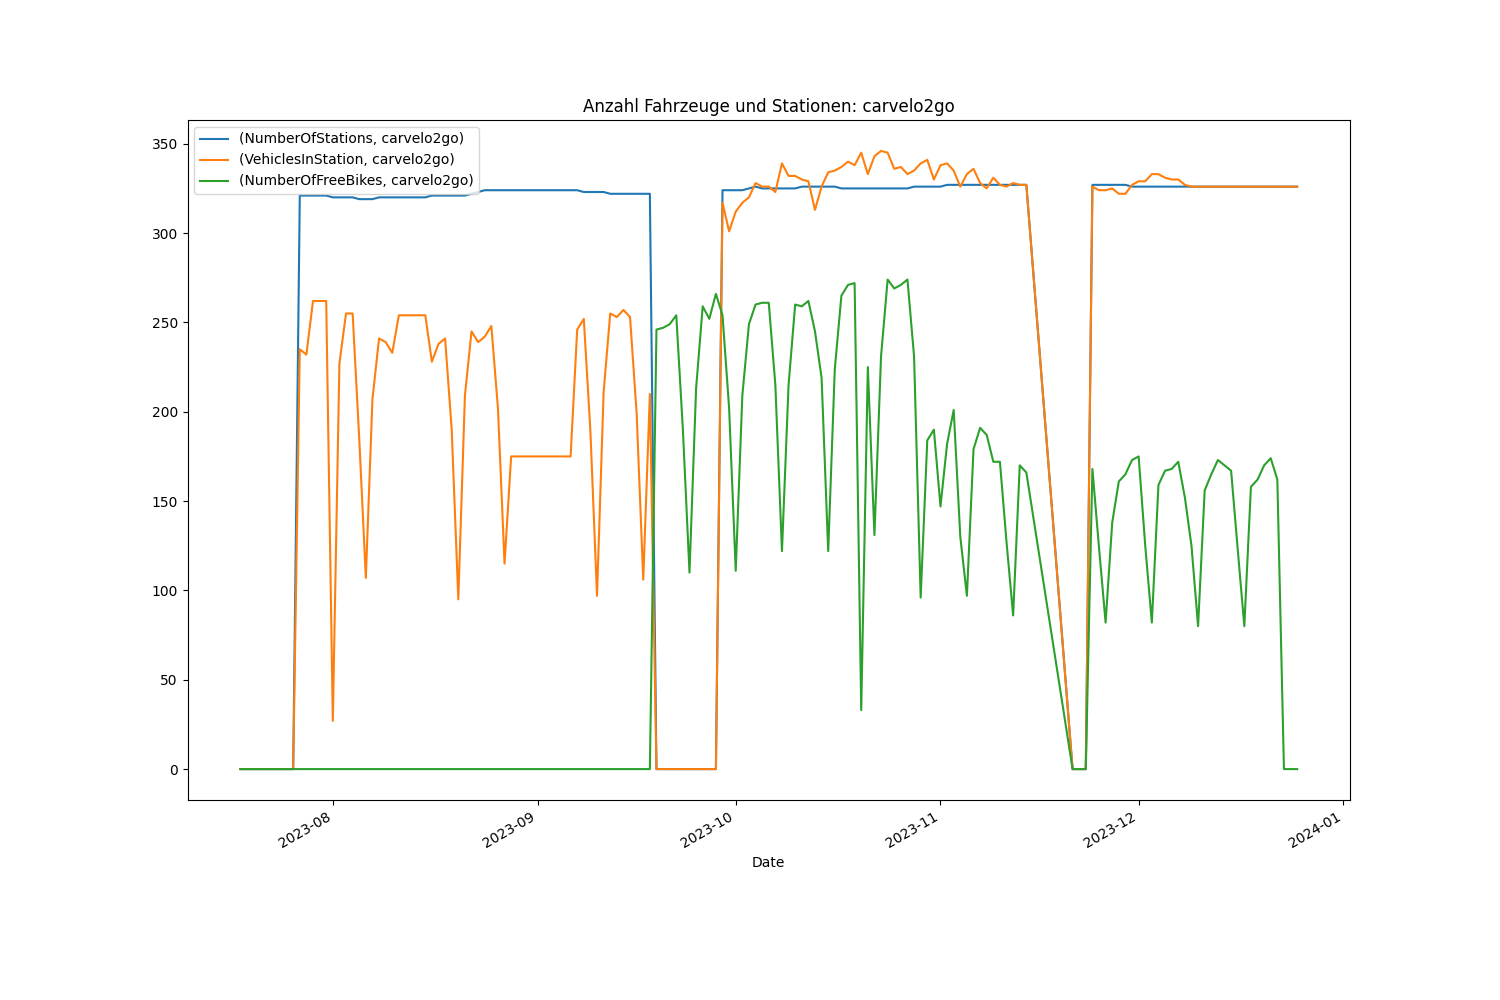 Anzahl Fahrzeuge und Stationen: carvelo2go
(NumberOfStations, carvelo2go)
(VehiclesInStation, carvelo2go)
(NumberOfFreeBikes, carvelo2go)
350
300
250
200
150
100
50
0
2023-08
2023-09
2023-10
2023-11
2023-12
2024-01
Date